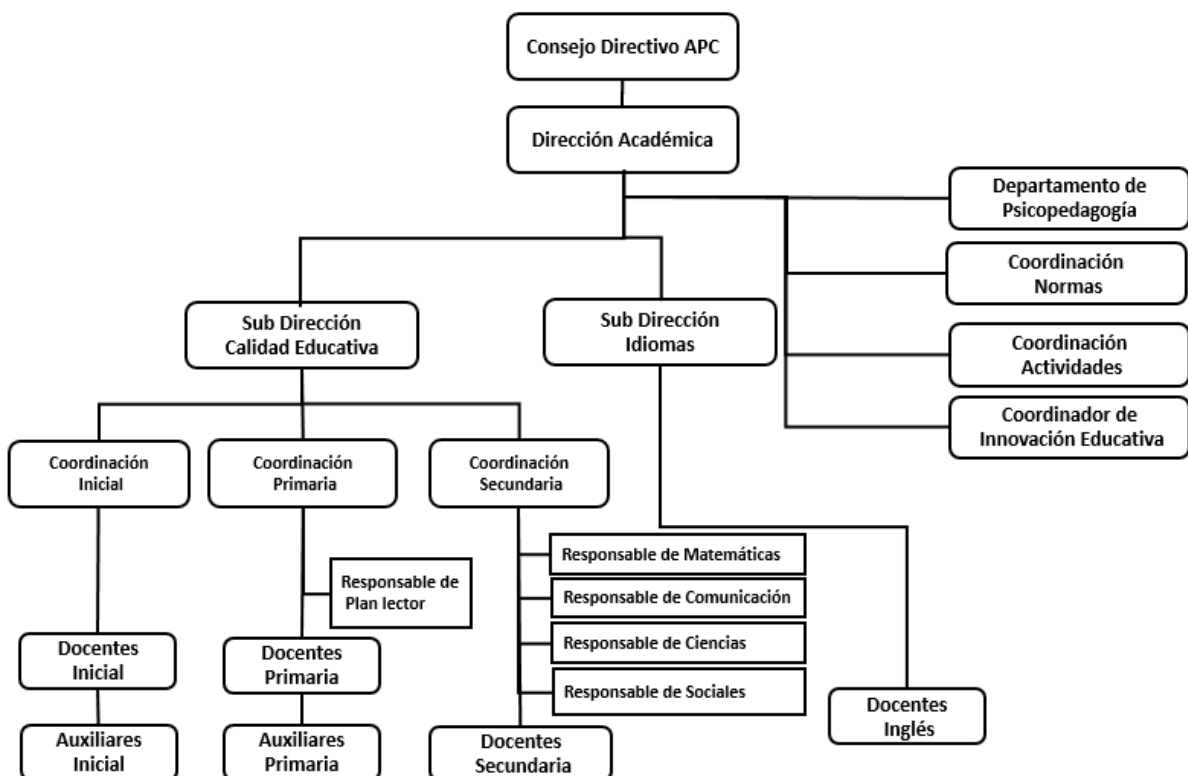 Consejo Directivo APC
Dirección Académica
Departamento de
Psicopedagogía
Coordinación
Normas
Coordinación
Actividades
Coordinador de
Innovación Educativa
Sub Dirección
Calidad Educativa
Sub Dirección
Idiomas
Coordinación
Inicial
Coordinación
Primaria
Coordinación
Secundaria
Responsable de
Plan lector
Responsable de Matemáticas
Responsable de Comunicación
Responsable de Ciencias
Responsable de Sociales
Docentes
Inicial
Docentes
Primaria
Docentes
Inglés
Auxiliares
Inicial
Auxiliares
Primaria
Docentes
Secundaria